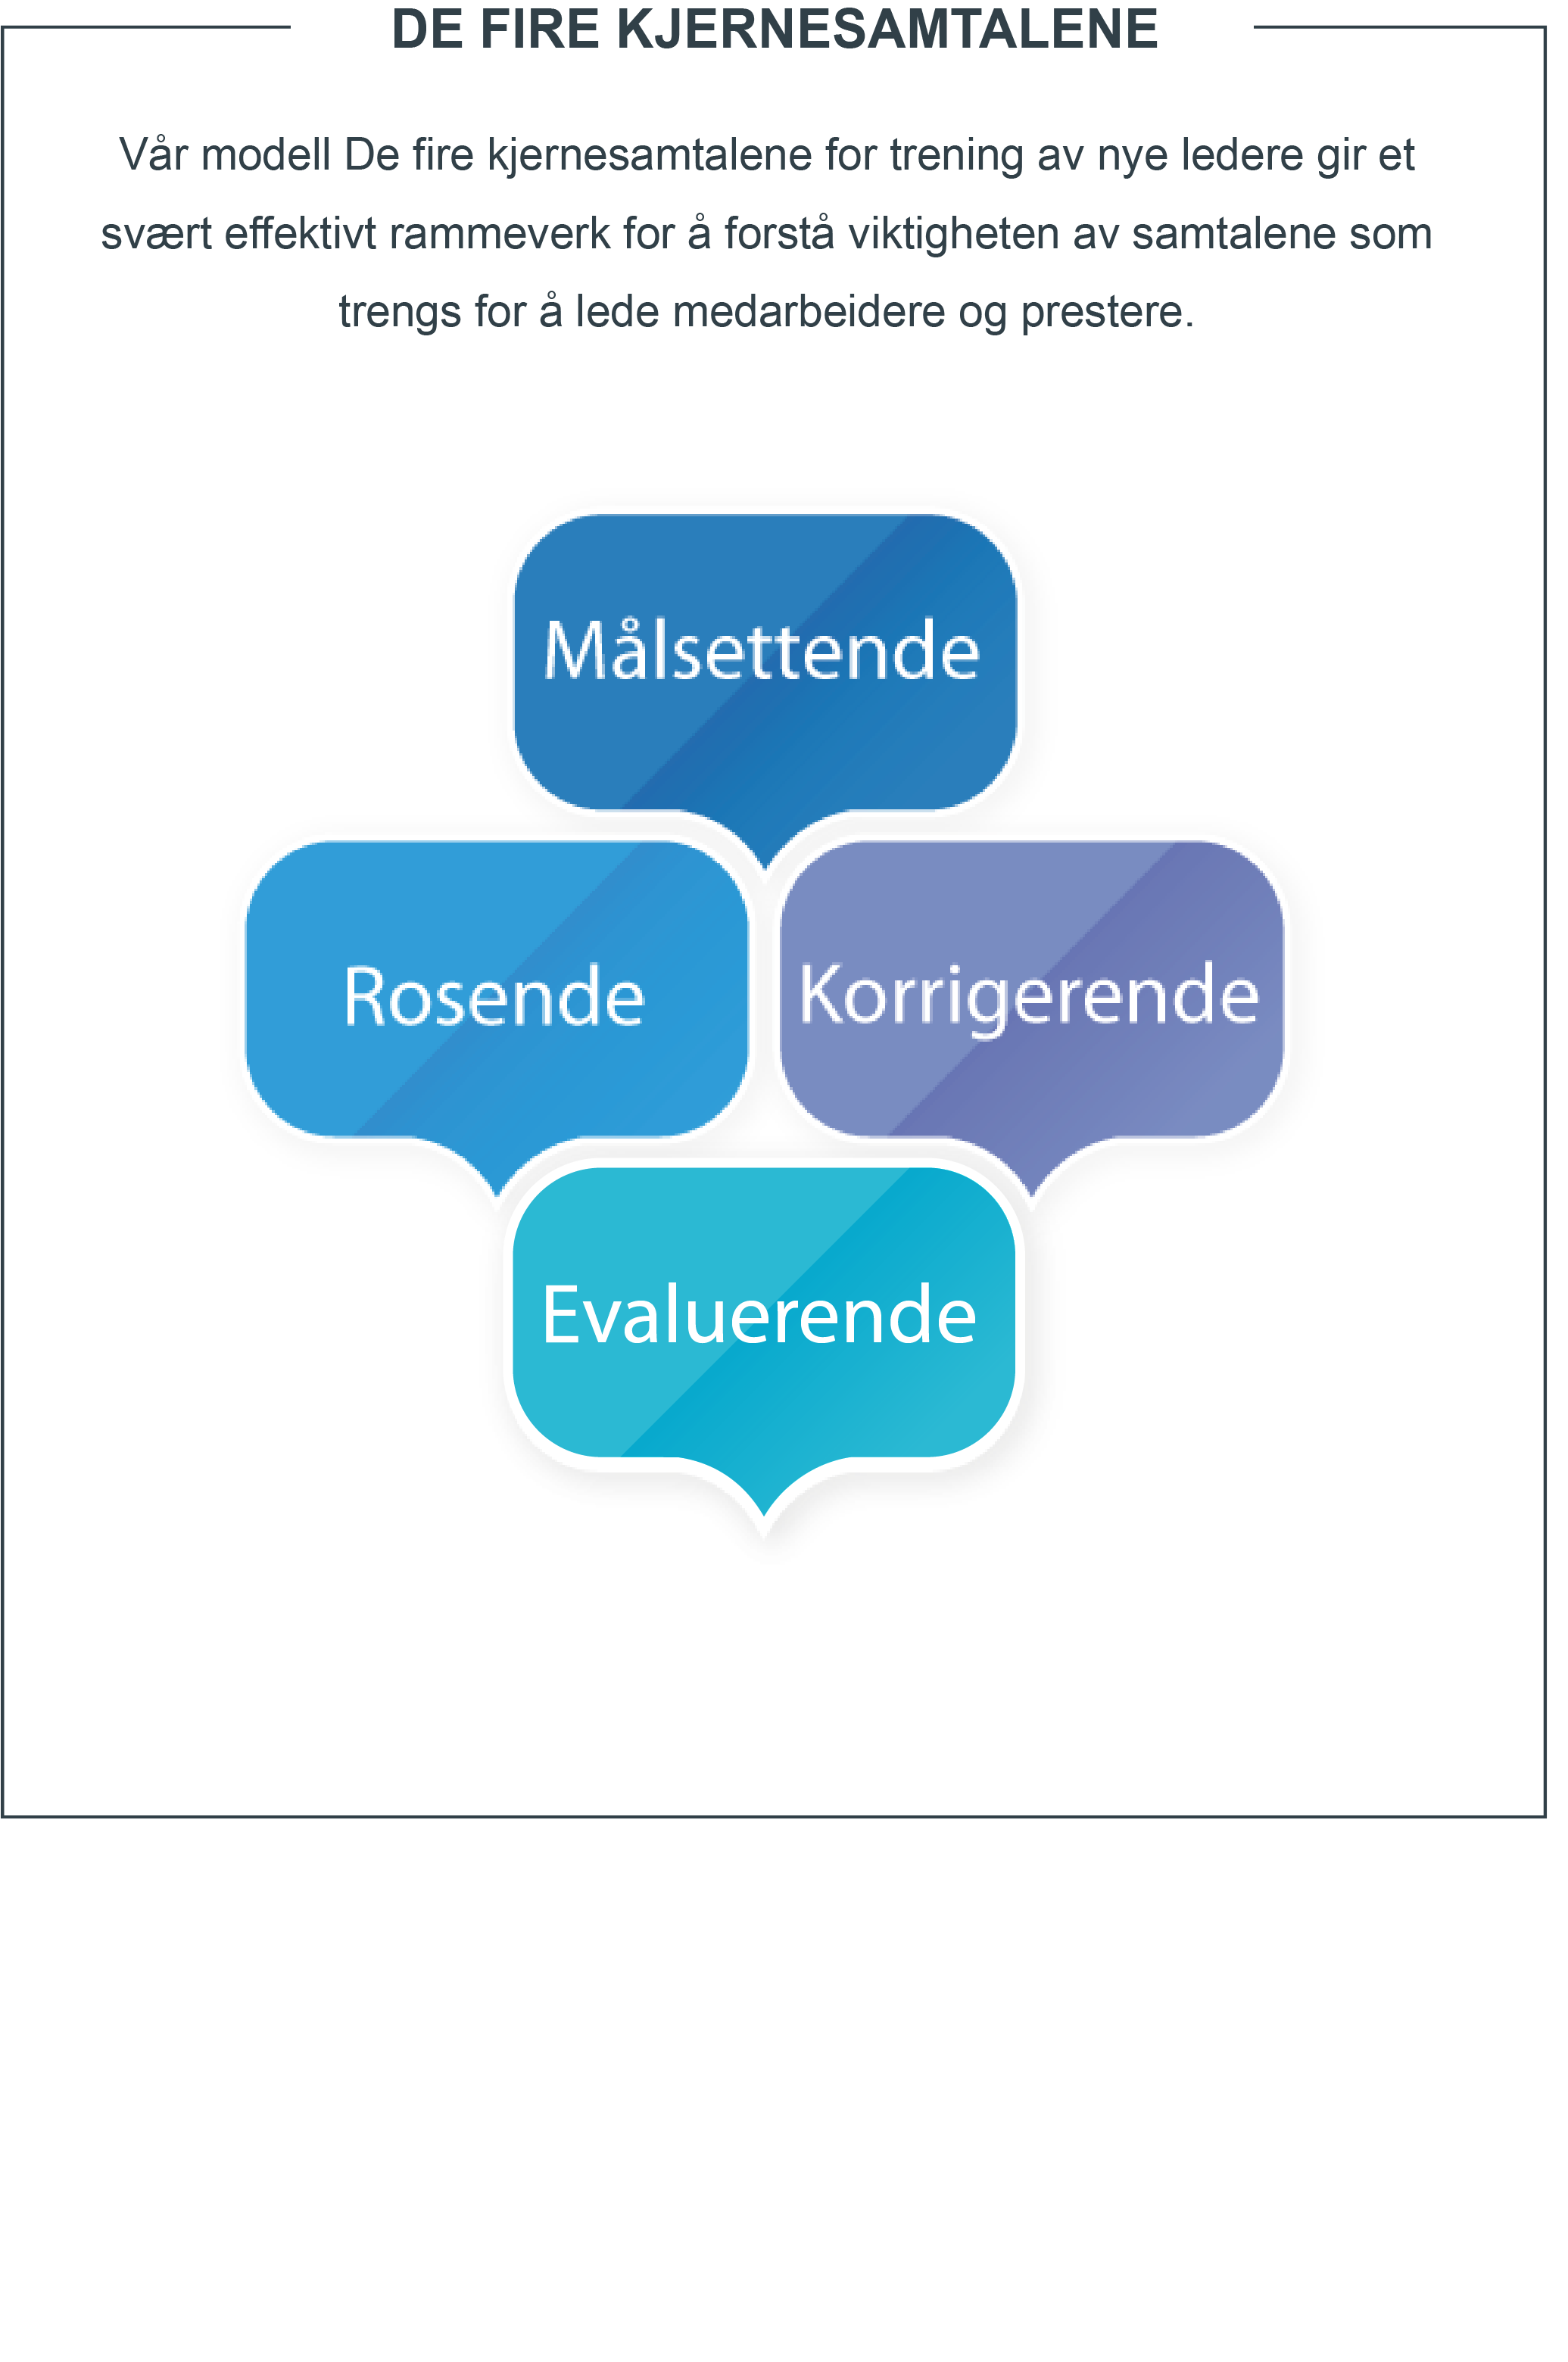 DE FIRE KJERNESAMTALENE
Vår modell De fire kjernesamtalene for trening av nye ledere gir et
svært effektivt rammeverk for å forstå viktigheten av samtalene som
trengs for å lede medarbeidere og prestere.
Målsettende
Rosende
Korrigerende
Evaluerende